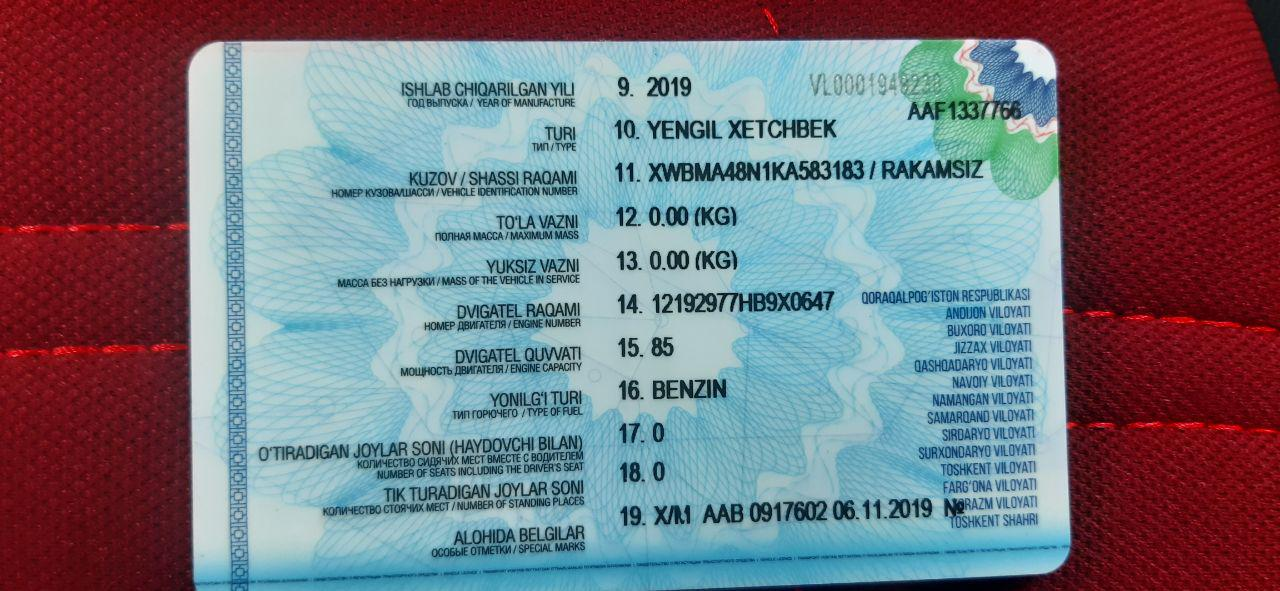 ISHLAB CHIQARILGAN YILI 9. 2019
ГОД ВЫПУСКА / YEAR OF MANUFACTURE
AAF1337766
TURI 10. YENGIL XETCHBEK
ТИП / TYPE
KUZOV / SHASSI RAQAMI 11. XWBMA48N1KA583183 / RAKAMSIZ
НОМЕР КУЗОВА/ШАССИ / VEHICLE IDENTIFICATION NUMBER
TO'LA VAZNI 12. 0.00 (KG)
ПОЛНАЯ МАССА / MAXIMUM MASS
YUKSIZ VAZNI 13. 0.00 (KG)
МАССА БЕЗ НАГРУЗКИ / MASS OF THE VEHICLE IN SERVICE
DVIGATEL RAQAMI 14. 12192977HB9X0647
НОМЕР ДВИГАТЕЛЯ / ENGINE NUMBER
DVIGATEL QUVVATI 15. 85
МОЩНОСТЬ ДВИГАТЕЛЯ / ENGINE CAPACITY
YONILG'I TURI 16. BENZIN
ТИП ГОРЮЧЕГО / TYPE OF FUEL
O'TIRADIGAN JOYLAR SONI (HAYDOVCHI BILAN) 17. 0
КОЛИЧЕСТВО СИДЯЧИХ МЕСТ ВМЕСТЕ С ВОДИТЕЛЕМ
NUMBER OF SEATS INCLUDING THE DRIVER'S SEAT
TIK TURADIGAN JOYLAR SONI 18. 0
КОЛИЧЕСТВО СТОЯЧИХ МЕСТ / NUMBER OF STANDING PLACES
ALOHIDA BELGILAR 19. X/M AAB 0917602 06.11.2019 №
ОСОБЫЕ ОТМЕТКИ / SPECIAL MARKS
QORAQALPOG'ISTON RESPUBLIKASI
ANDIJON VILOYATI
BUXORO VILOYATI
JIZZAX VILOYATI
QASHQADARYO VILOYATI
NAVOIY VILOYATI
NAMANGAN VILOYATI
SAMARQAND VILOYATI
SIRDARYO VILOYATI
SURXONDARYO VILOYATI
TOSHKENT VILOYATI
FARG'ONA VILOYATI
XORAZM VILOYATI
TOSHKENT SHAHRI